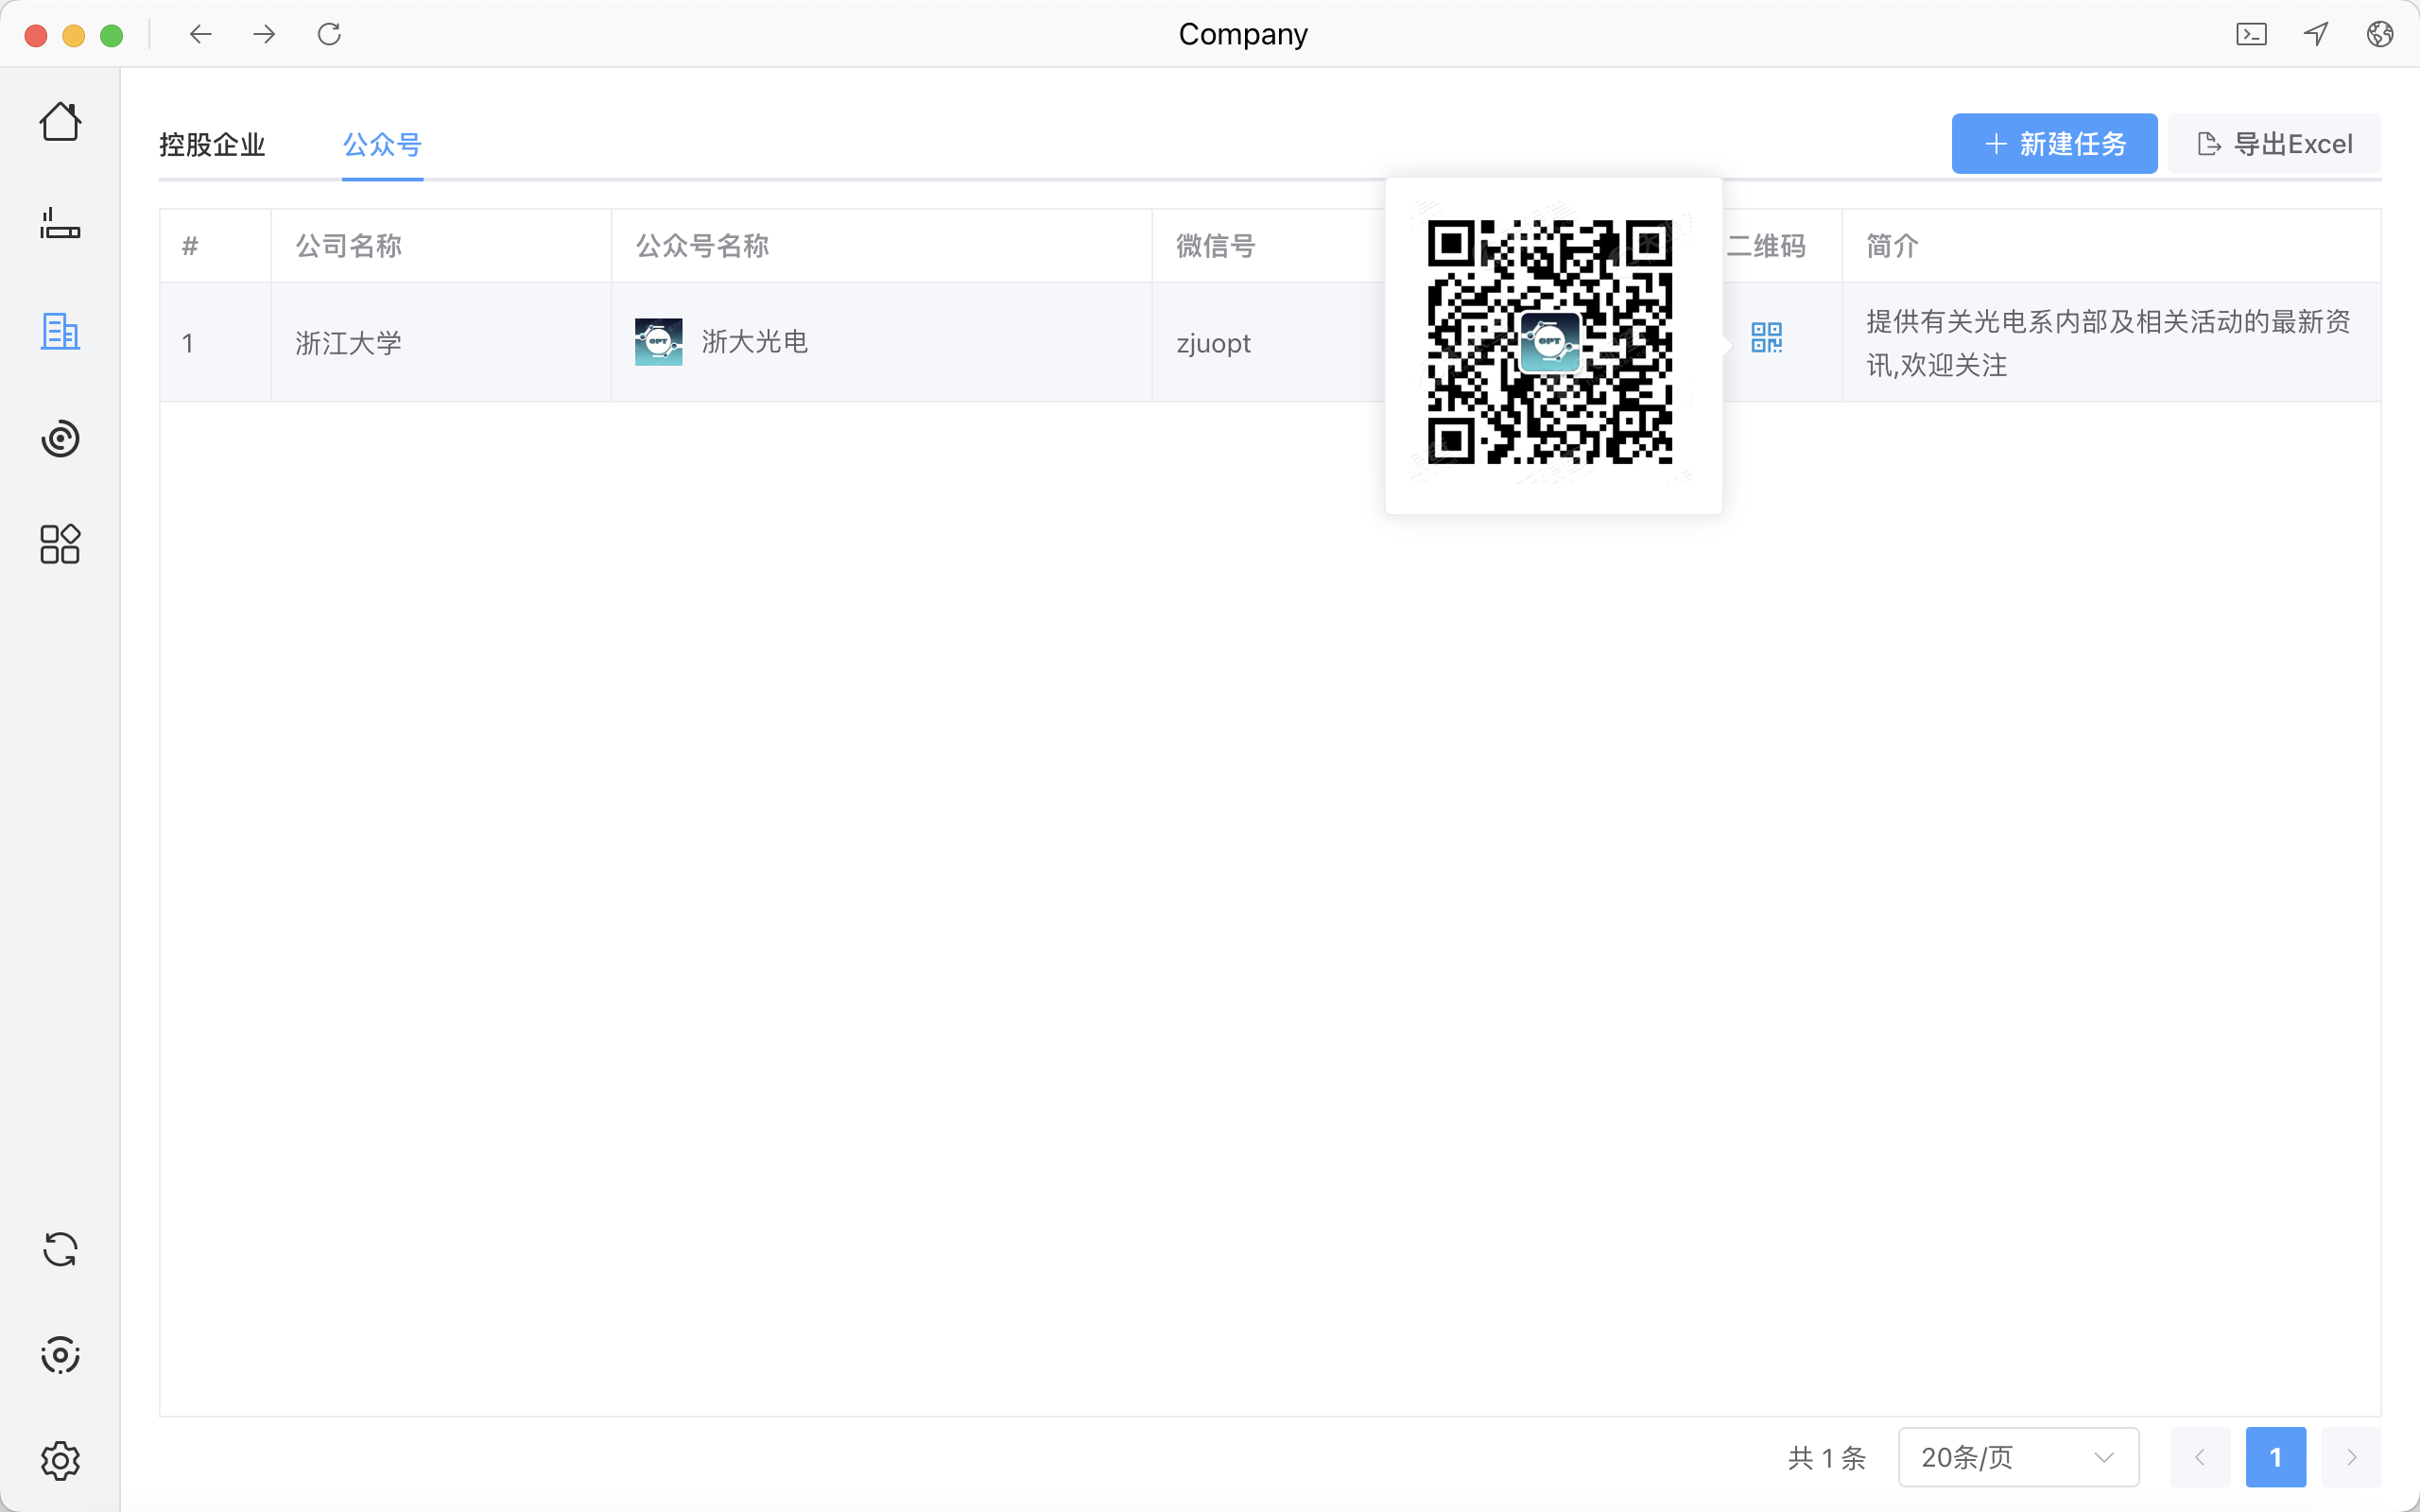 Company
控股企业
公众号
新建任务
导出Excel
# 公司名称 公众号名称 微信号 二维码 简介
1 浙江大学 浙大光电 zjuopt 提供有关光电系内部及相关活动的最新资
讯,欢迎关注
OPT
OPT
共 1 条
20条/页
1